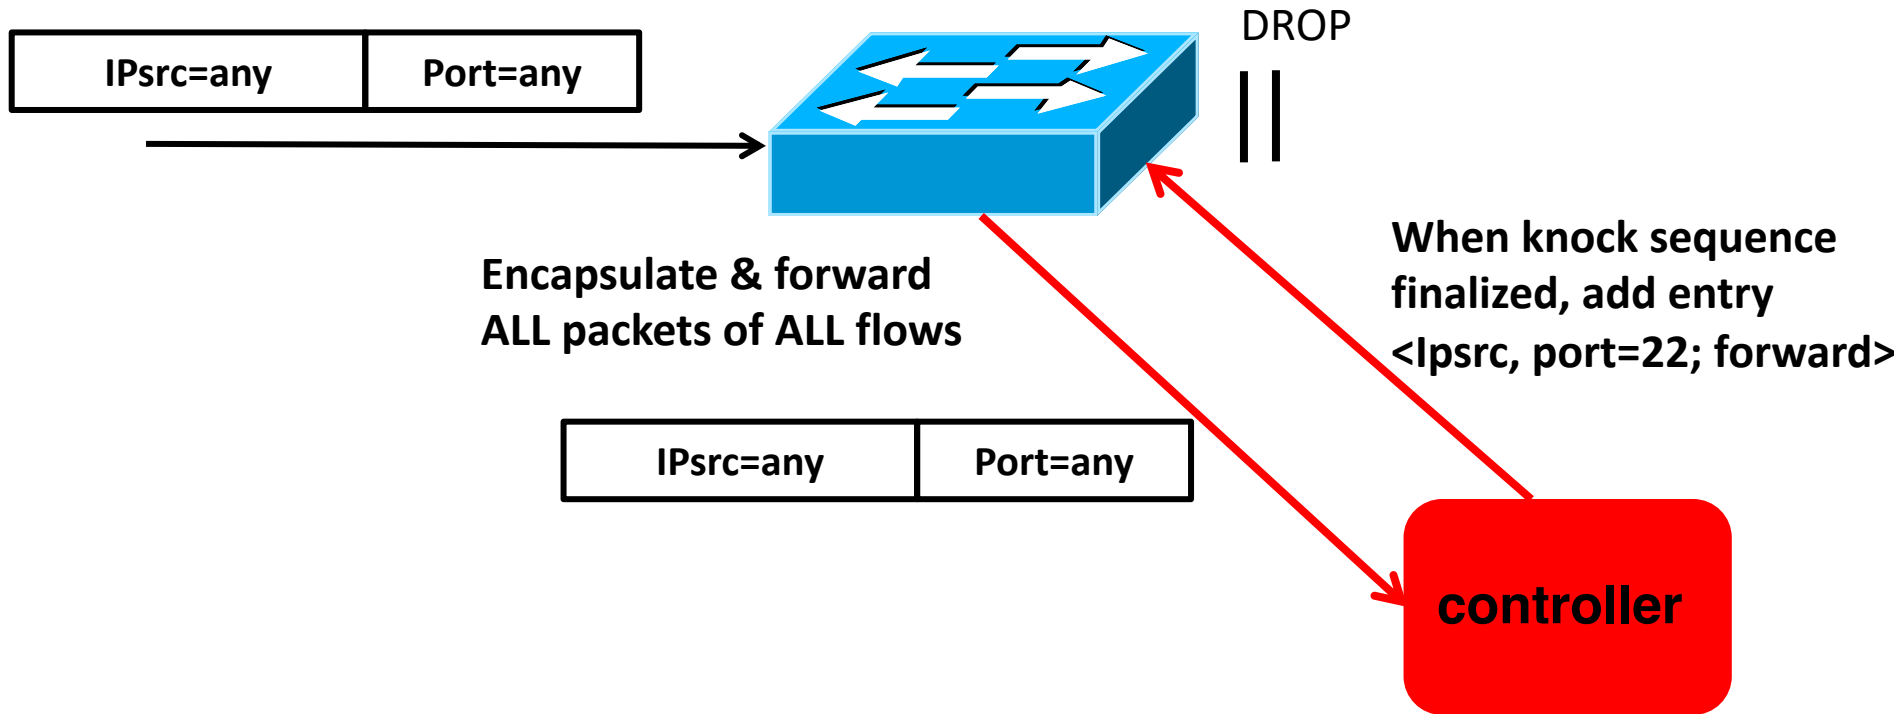 DROP
IPsrc=any Port=any
When knock sequence
finalized, add entry
<Ipsrc, port=22; forward>
Encapsulate & forward
ALL packets of ALL flows
IPsrc=any Port=any
controller